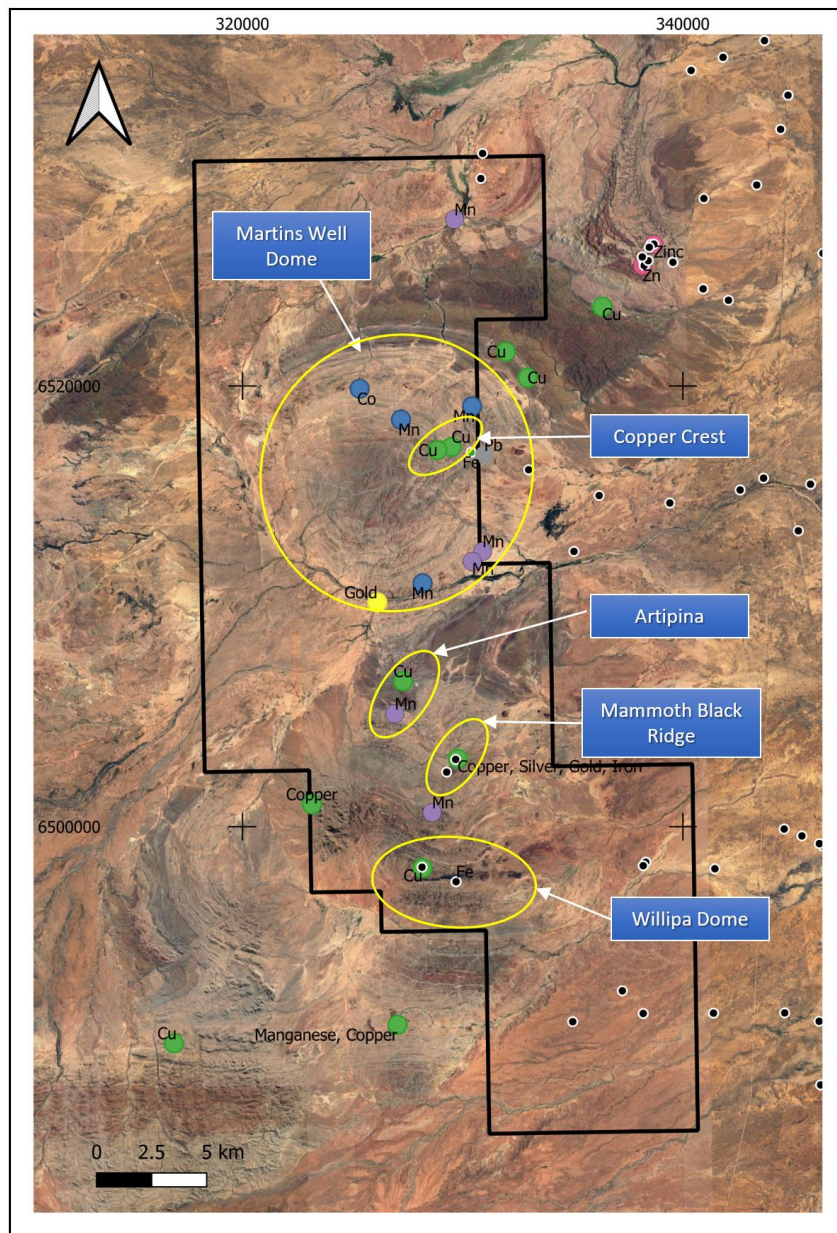 320000
340000
Mn
Martins Well
Dome
Zinc
Zn
Cu
Cu
Cu
6520000
Co
Mn
Mn
Cu
Cu
Pb
Fe
Copper Crest
Mn
Mn
Mn
Gold
Artipina
Cu
Mn
Mammoth Black
Ridge
Copper, Silver, Gold, Iron
Copper
Mn
6500000
Cu
Fe
Willipa Dome
Manganese, Copper
Cu
0 2.5 5 km